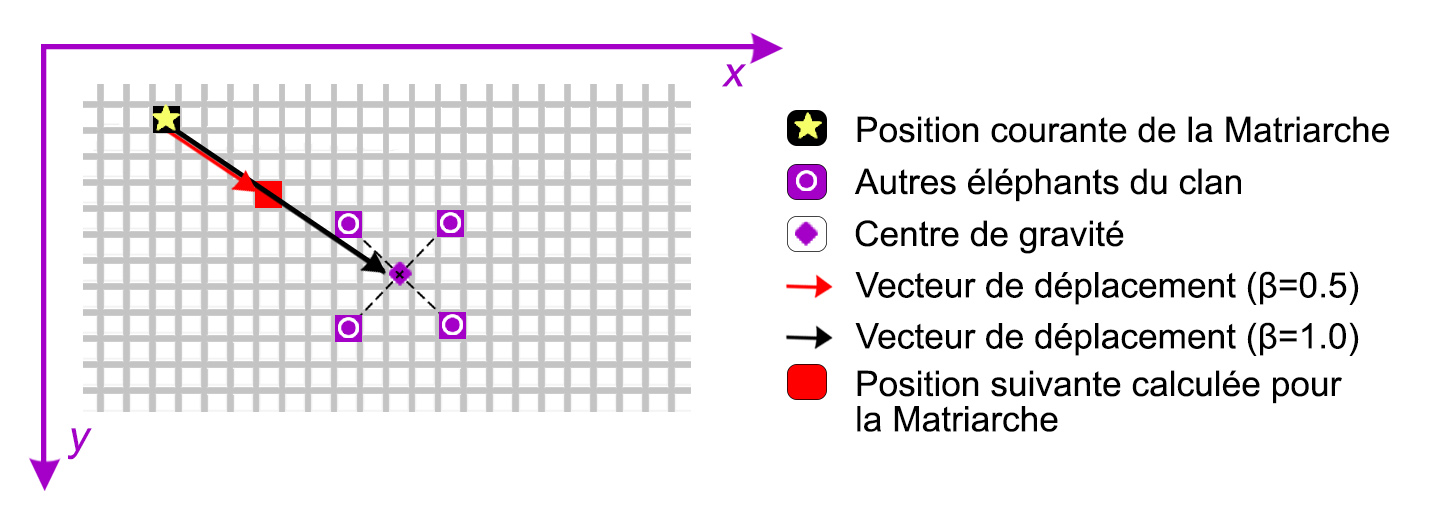 x
y
Position courante de la Matriarche
Autres éléphants du clan
Centre de gravité
Vecteur de déplacement (β=0.5)
Vecteur de déplacement (β=1.0)
Position suivante calculée pour
la Matriarche